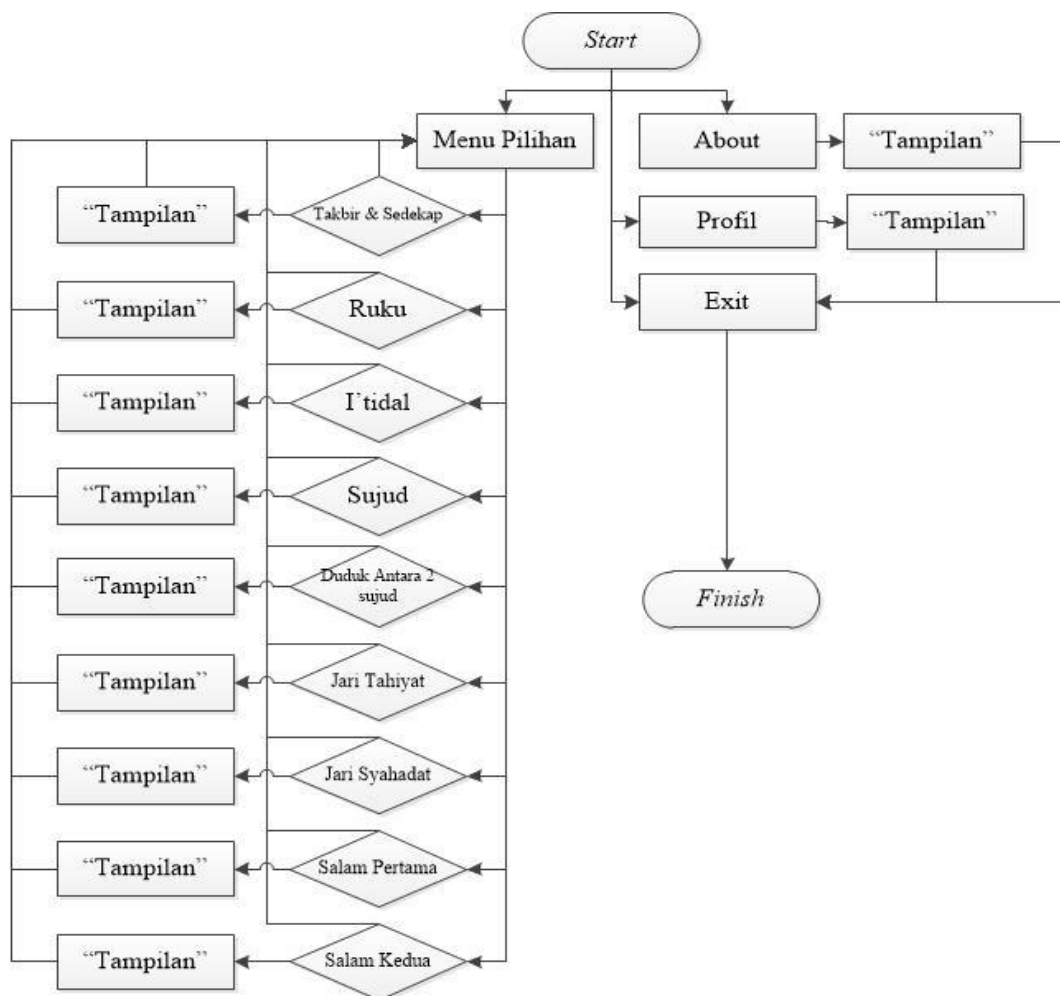 Start
Menu Pilihan
About
“Tampilan”
“Tampilan”
Takbir & Sedekap
Profil
“Tampilan”
“Tampilan”
Ruku
Exit
“Tampilan”
I’tidal
“Tampilan”
Sujud
“Tampilan”
Duduk Antara 2
sujud
Finish
“Tampilan”
Jari Tahiyat
“Tampilan”
Jari Syahadat
“Tampilan”
Salam Pertama
“Tampilan”
Salam Kedua